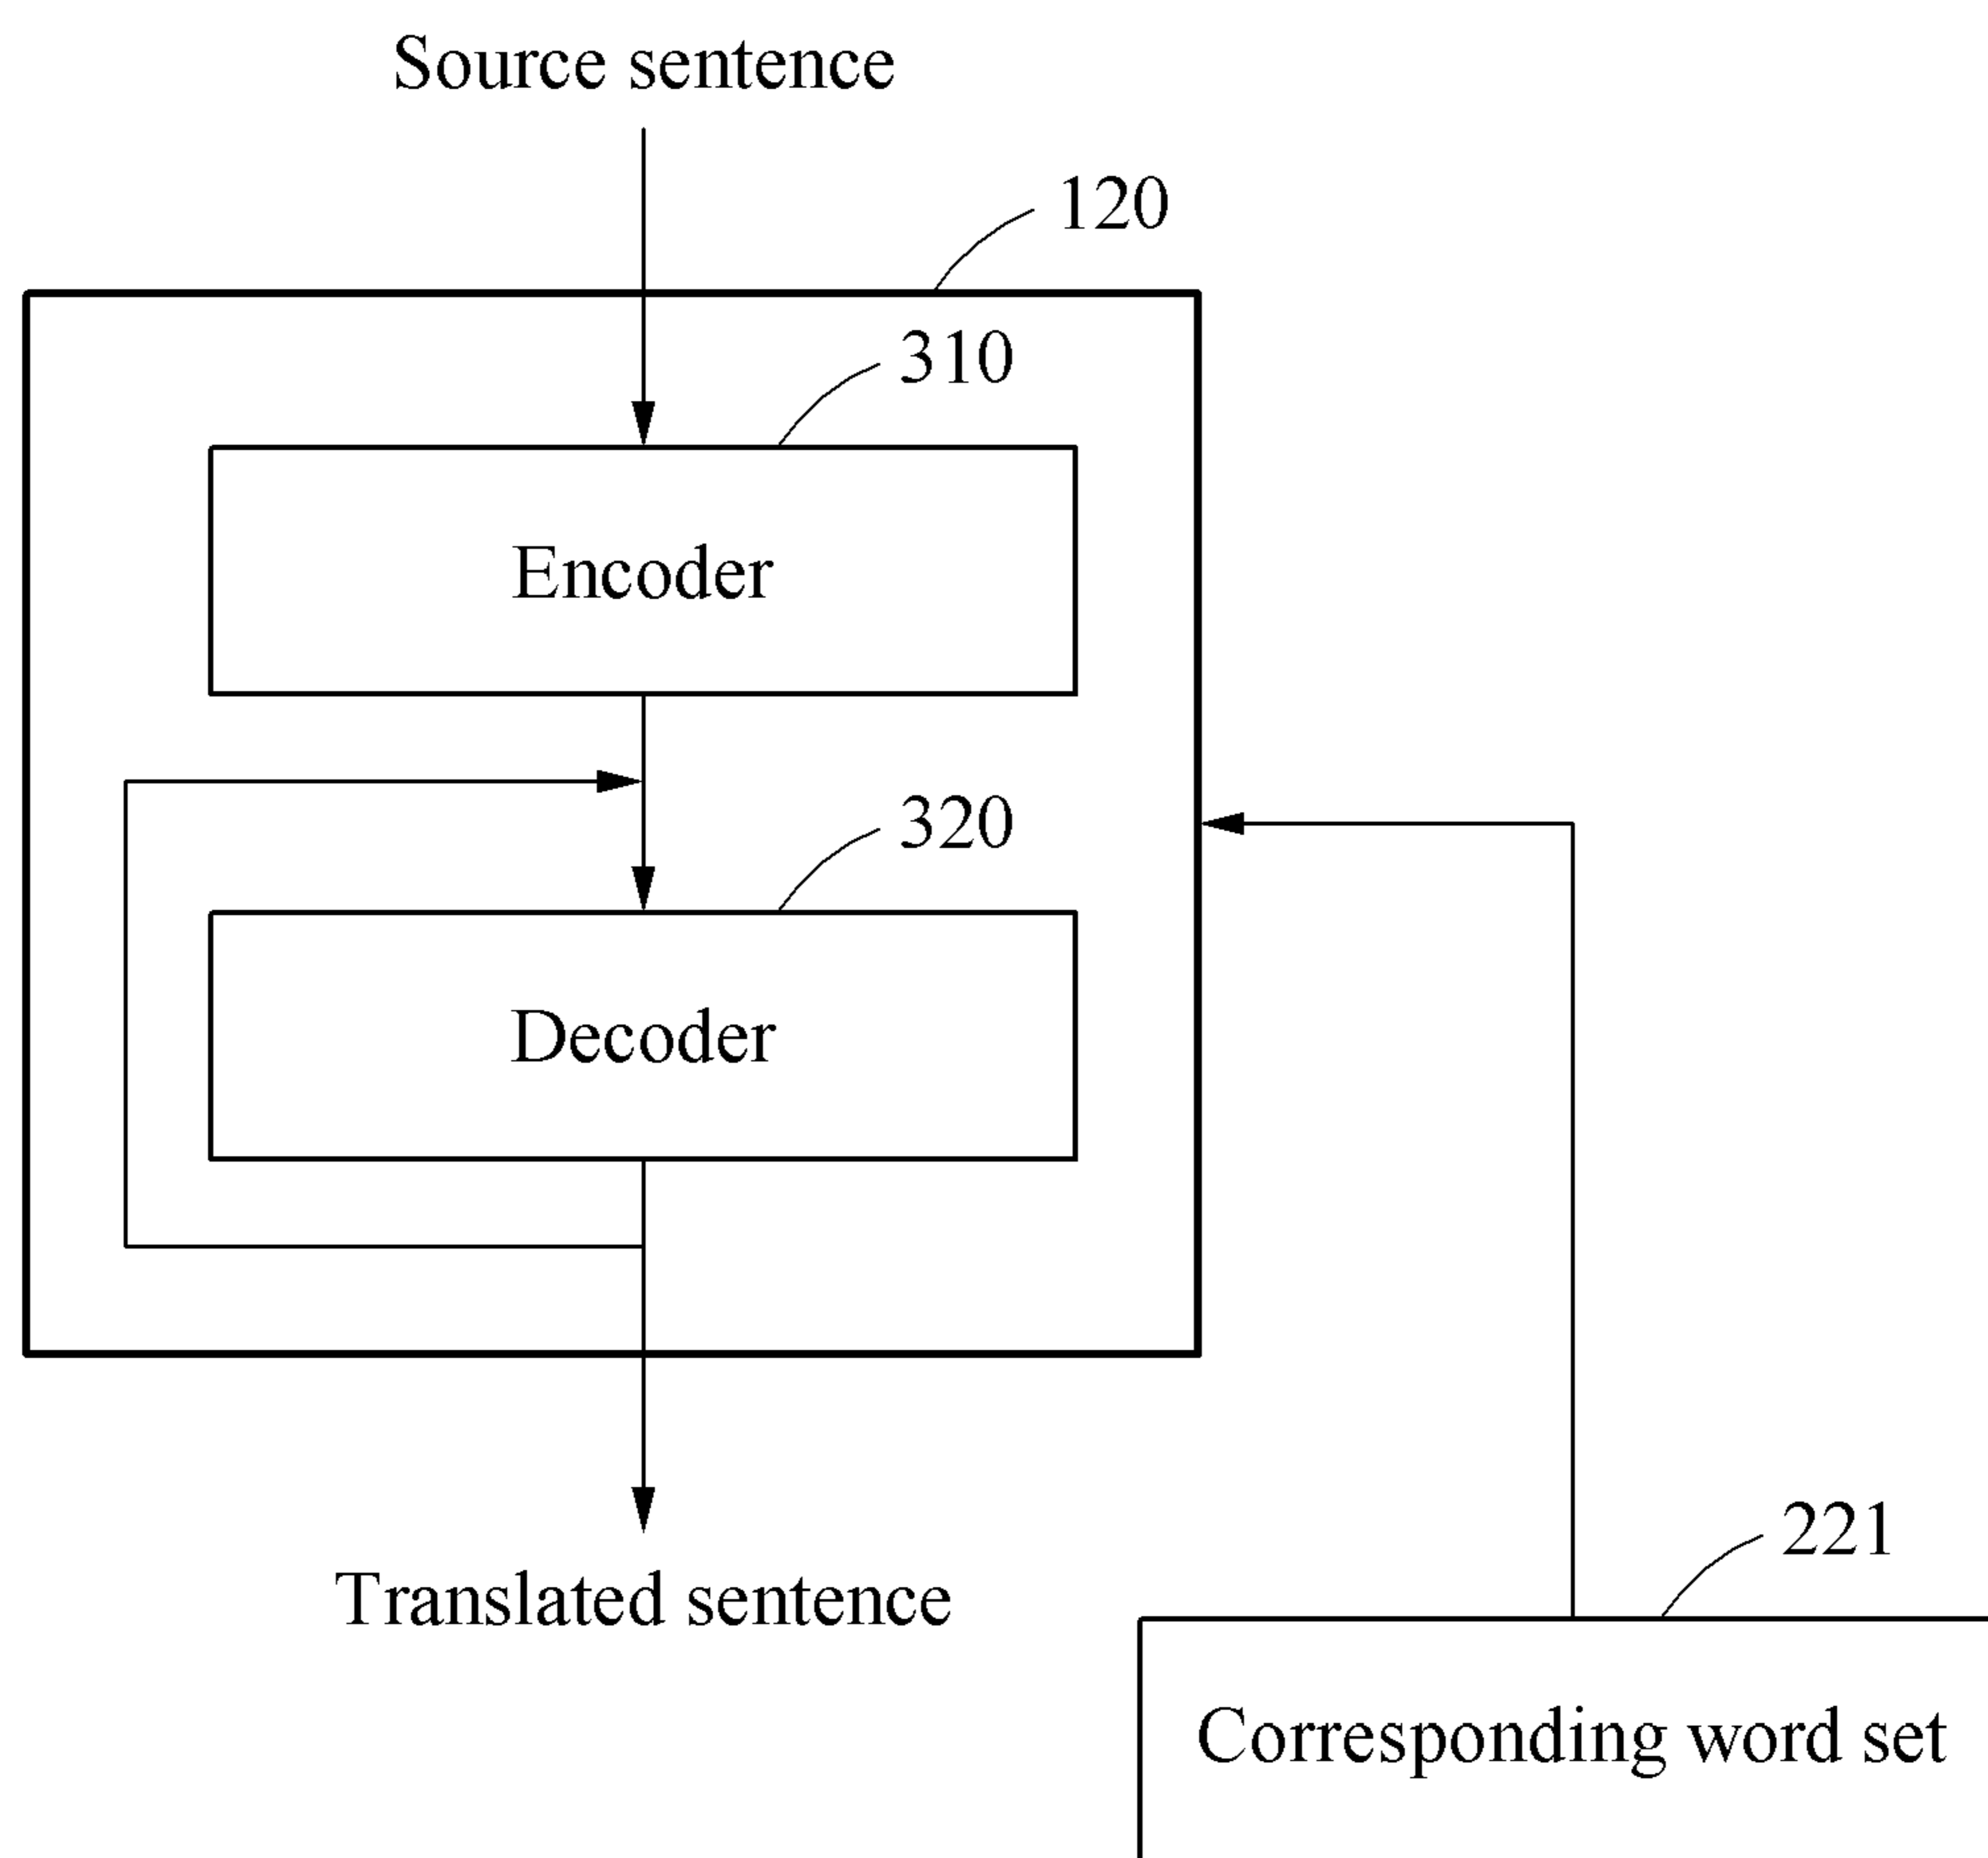 Source sentence
120
310
Encoder
320
Decoder
Translated sentence
221
Corresponding word set